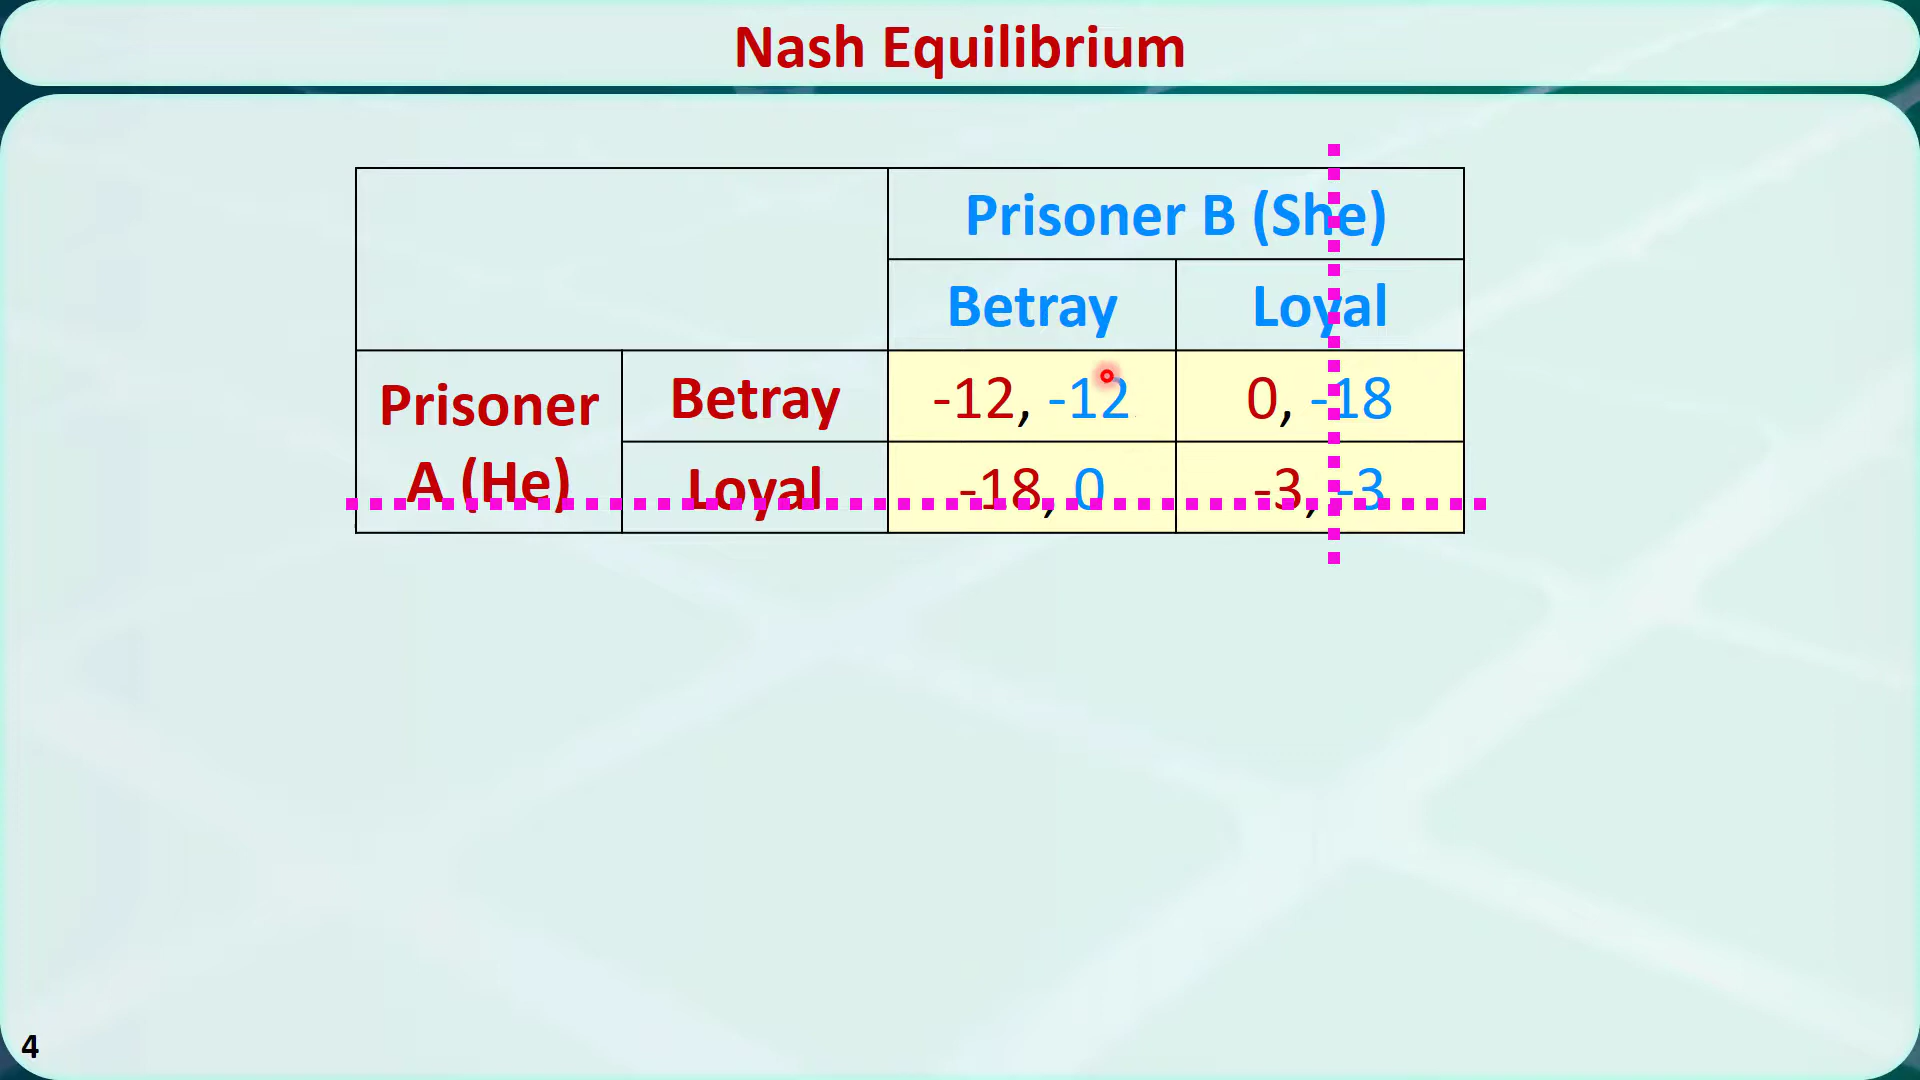 Nash Equilibrium
Prisoner B (She)
Betray Loyal
Prisoner A (He) Betray -12, -12 0, -18
Loyal -18, 0 -3, -3
4